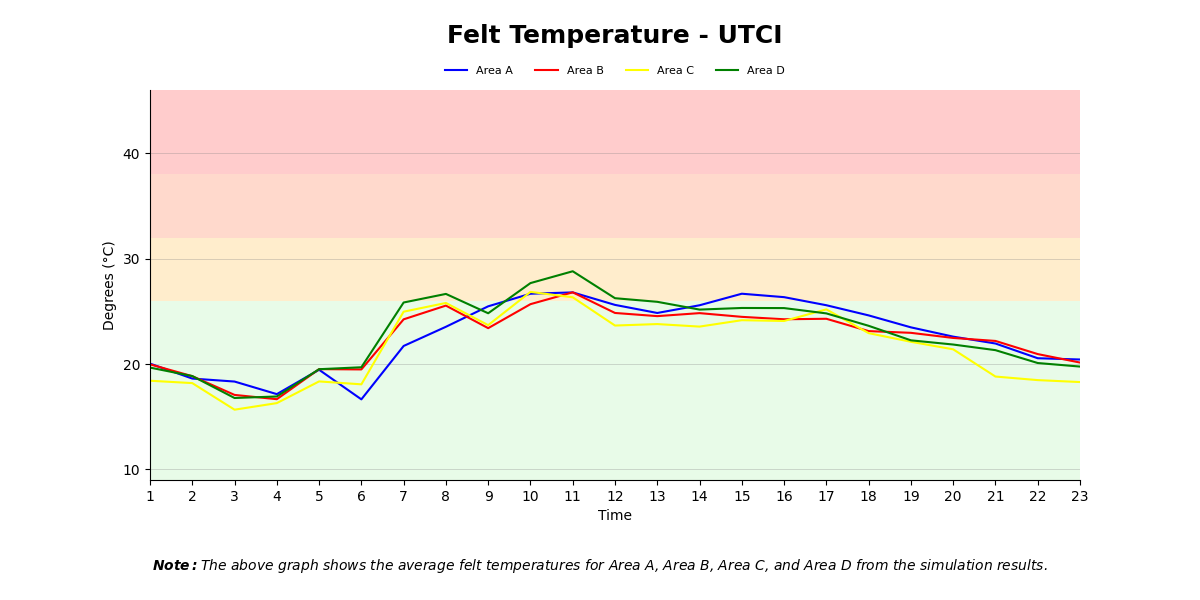 Felt Temperature - UTCI
Area A Area B Area C Area D
40
30
20
10
Degrees (°C)
1 2 3 4 5 6 7 8 9 10 11 12 13 14 15 16 17 18 19 20 21 22 23
Time
Note: The above graph shows the average felt temperatures for Area A, Area B, Area C, and Area D from the simulation results.